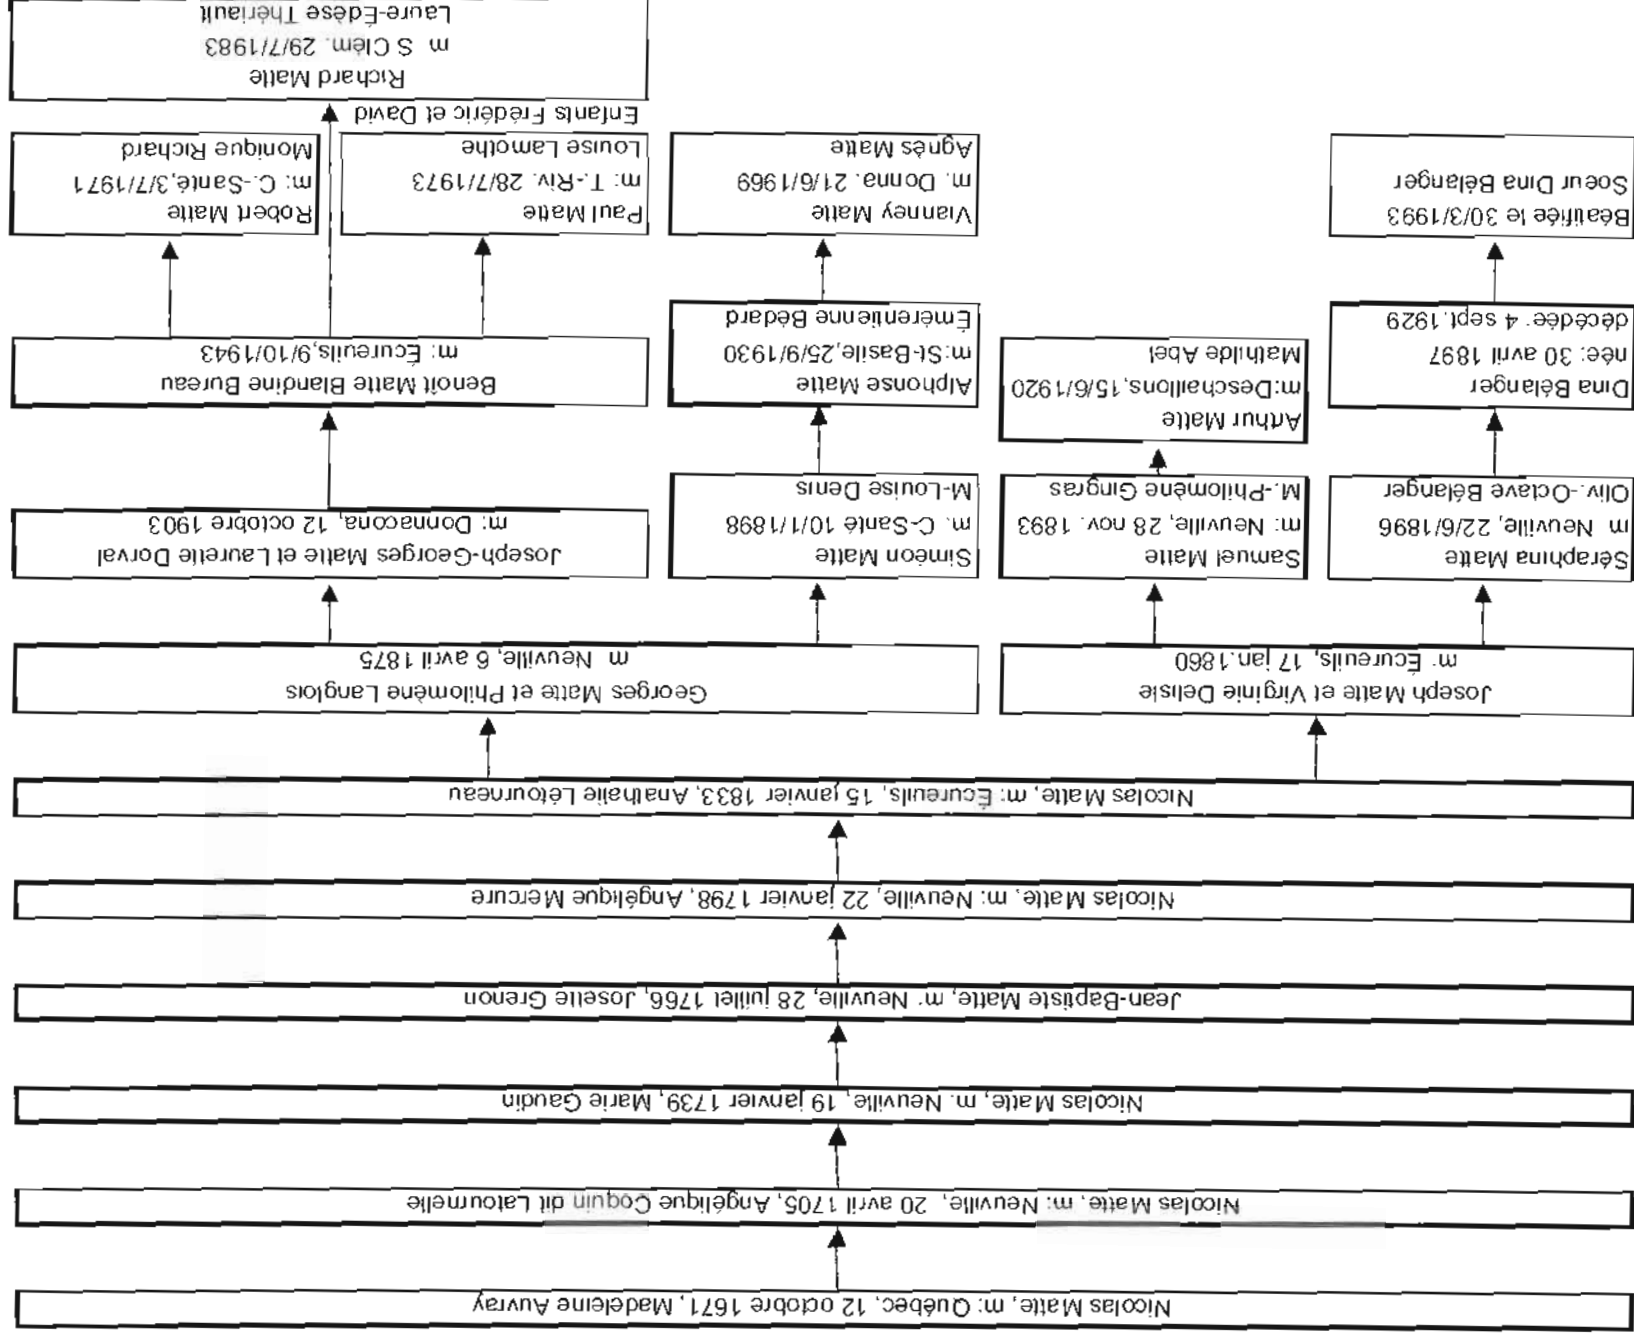 Nicolas Matte, m: Québec, 12 octobre 1671, Madeleine Auvray
Nicolas Matte, m: Neuville, 20 avril 1705, Angélique Coquin dit Latournelle
Nicolas Matte, m. Neuville, 19 janvier 1739, Marie Gaudin
Jean-Baptiste Matte, m: Neuville, 28 juillet 1766, Josette Grenon
Nicolas Matte, m: Neuville, 22 janvier 1798, Angélique Mercure
Nicolas Matte, m: Écureuils, 15 janvier 1833, Anathalie Létourneau
Joseph Matte et Virginie Delisle
m: Écureuils, 17 jan.1860
Georges Matte et Philomène Langlois
m Neuville, 6 avril 1875
Séraphina Matte
m Neuville, 22/6/1896
Oliv.-Octave Bélanger
Samuel Matte
m: Neuville, 28 nov. 1893
M.-Philomène Gingras
Siméon Matte
m. C-Santé 10/1/1898
M-Louise Denis
Joseph-Georges Matte et Laurette Dorval
m: Donnacona, 12 octobre 1903
Dina Bélanger
née: 30 avril 1897
décédée: 4 sept.1929
Arthur Matte
m:Deschaillons,15/6/1920
Mathilde Abel
Alphonse Matte
m:St-Basile,25/9/1930
Émérentienne Bédard
Benoît Matte Blandine Bureau
m: Écureuils,9/10/1943
Béatifiée le 30/3/1993
Soeur Dina Bélanger
Vianney Matte
m. Donna. 21/6/1969
Agnès Matte
Paul Matte
m: T.-Riv. 28/7/1973
Louise Lamothe
Robert Matte
m: C.-Santé,3/7/1971
Monique Richard
Enfants Frédéric et David
Richard Matte
m S Clém. 29/7/1983
Laure-Édèse Thériault